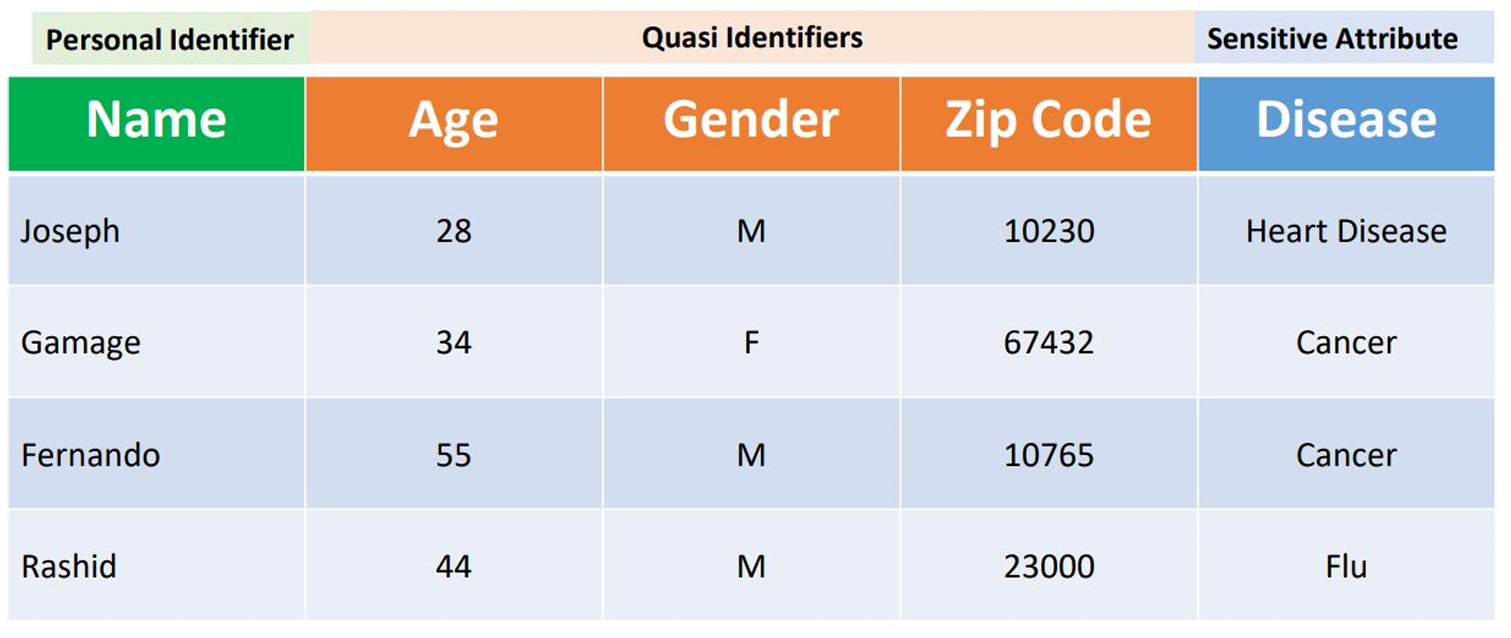 Personal Identifier Quasi Identifiers Sensitive Attribute
Name Age Gender Zip Code Disease
Joseph 28 M 10230 Heart Disease
Gamage 34 F 67432 Cancer
Fernando 55 M 10765 Cancer
Rashid 44 M 23000 Flu